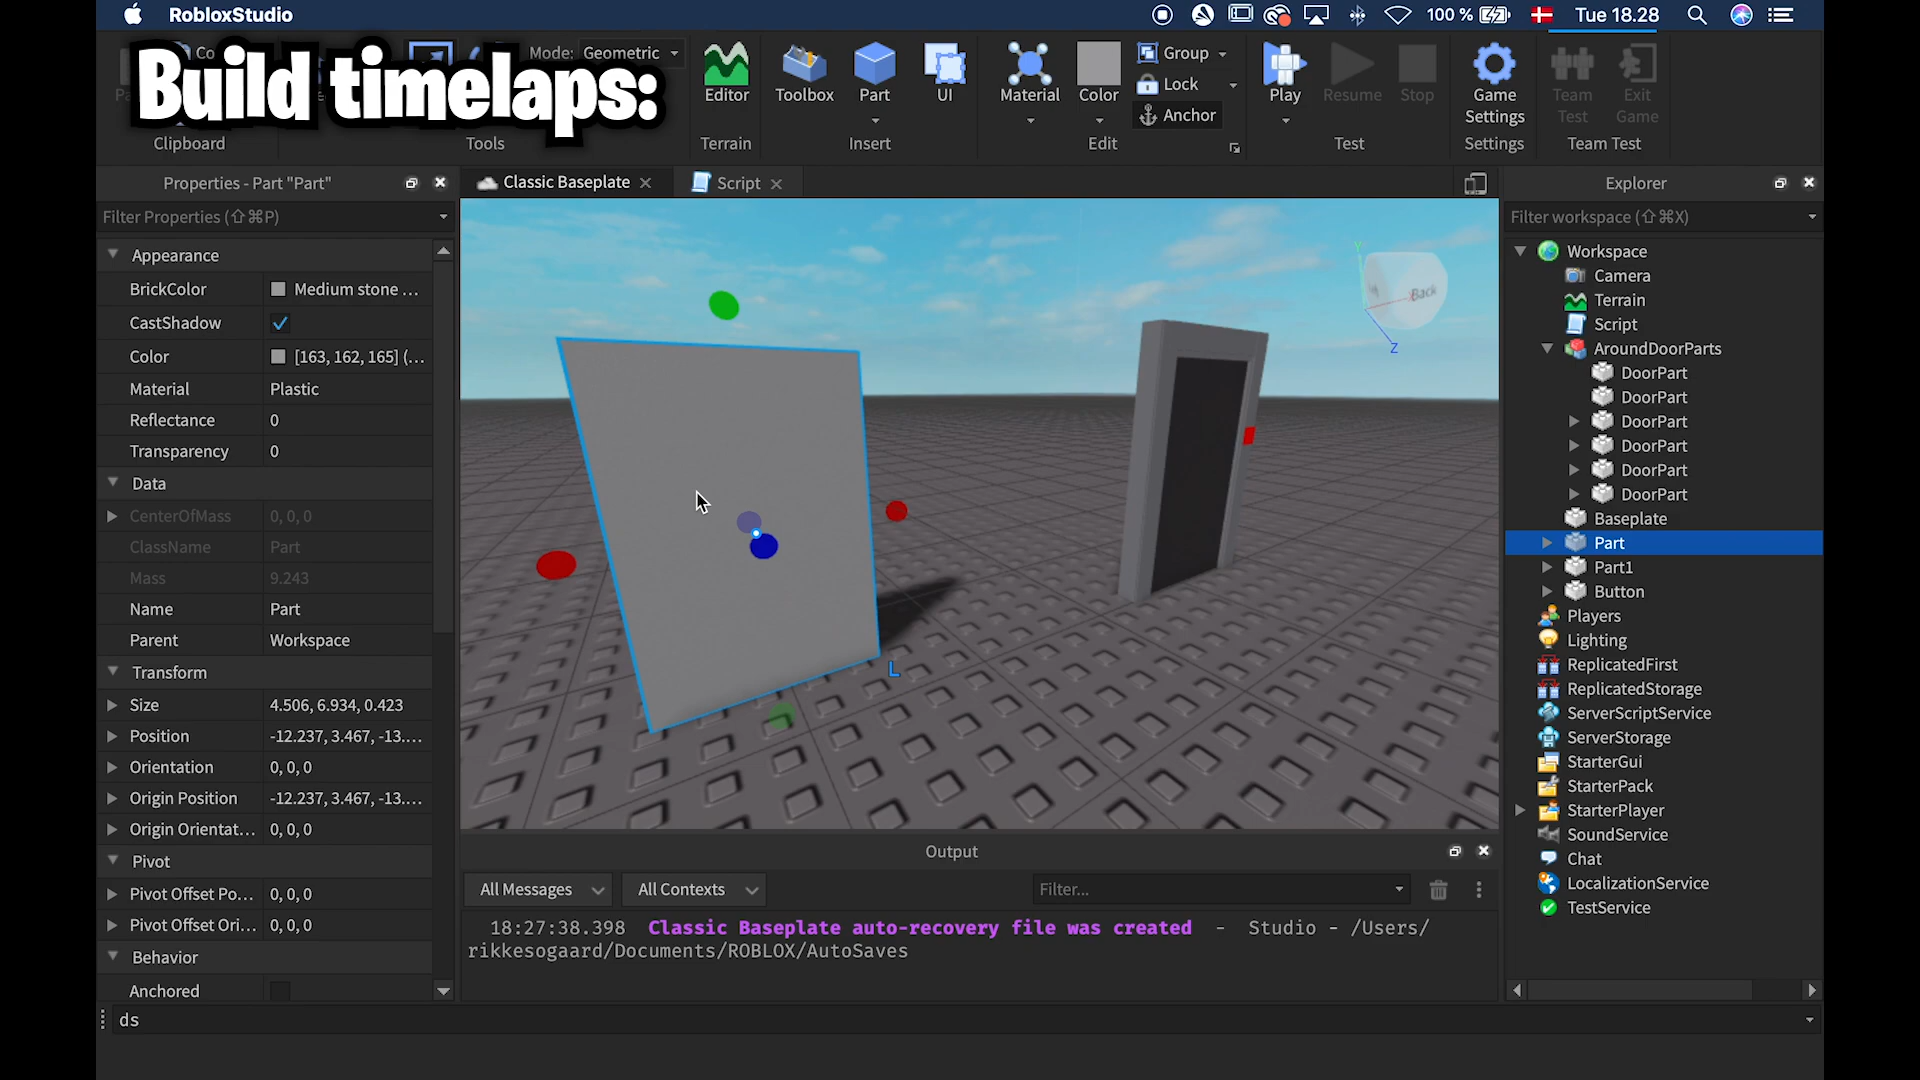 RobloxStudio
100 %
Tue 18.28
Build timelaps:
Co
Mode: Geometric
Clipboard
Tools
Editor
Terrain
Toolbox
Part
UI
Insert
Material
Color
Group
Lock
Anchor
Edit
Play
Resume
Stop
Test
Game
Settings
Settings
Team
Test
Exit
Game
Team Test
Properties - Part "Part"
Filter Properties (⇧⌘P)
Appearance
BrickColor Medium stone ...
CastShadow
Color [163, 162, 165] (...
Material Plastic
Reflectance 0
Transparency 0
Data
CenterOfMass 0, 0, 0
ClassName Part
Mass 9.243
Name Part
Parent Workspace
Transform
Size 4.506, 6.934, 0.423
Position -12.237, 3.467, -13....
Orientation 0, 0, 0
Origin Position -12.237, 3.467, -13....
Origin Orientat... 0, 0, 0
Pivot
Pivot Offset Po... 0, 0, 0
Pivot Offset Ori... 0, 0, 0
Behavior
Anchored
Classic Baseplate
Script
Y
Back
Z
L
Output
All Messages
All Contexts
Filter...
18:27:38.398 Classic Baseplate auto-recovery file was created - Studio - /Users/
rikkesogaard/Documents/ROBLOX/AutoSaves
Explorer
Filter workspace (⇧⌘X)
Workspace
Camera
Terrain
Script
AroundDoorParts
DoorPart
DoorPart
DoorPart
DoorPart
DoorPart
DoorPart
Baseplate
Part
Part1
Button
Players
Lighting
ReplicatedFirst
ReplicatedStorage
ServerScriptService
ServerStorage
StarterGui
StarterPack
StarterPlayer
SoundService
Chat
LocalizationService
TestService
ds